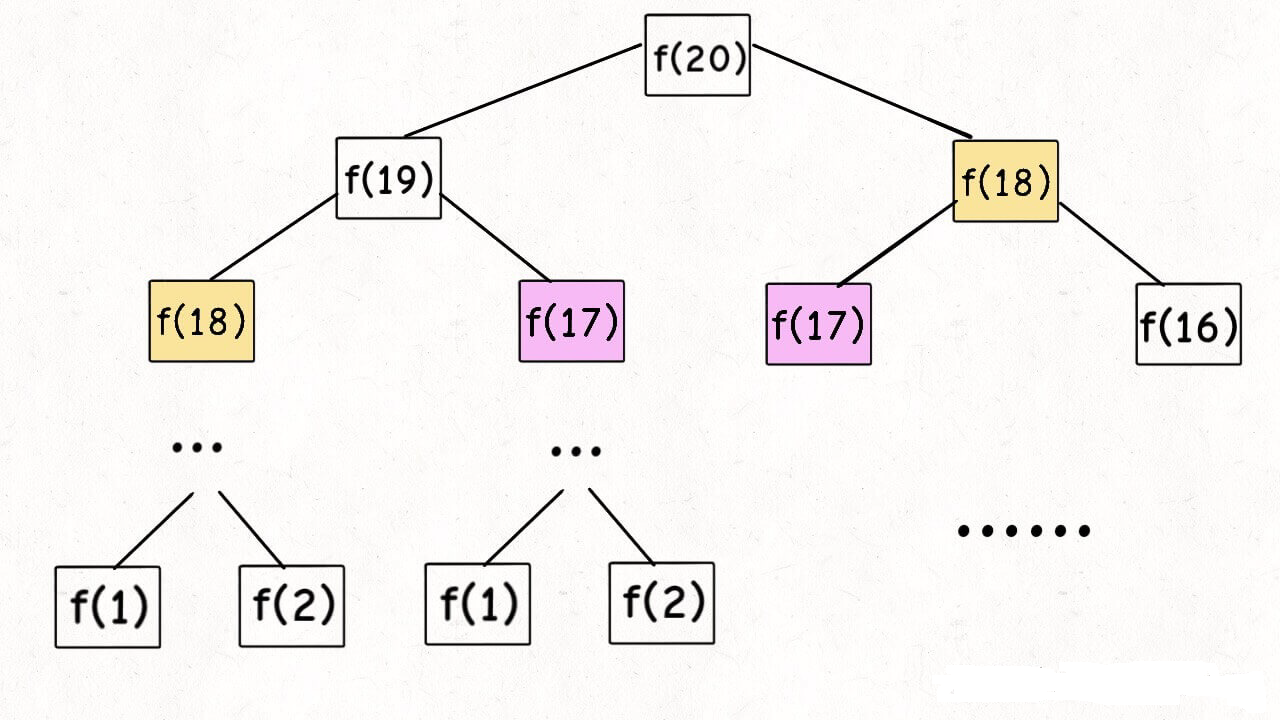 f(20)
f(19)
f(18)
f(18)
f(17)
f(17)
f(16)
...
...
......
f(1)
f(2)
f(1)
f(2)